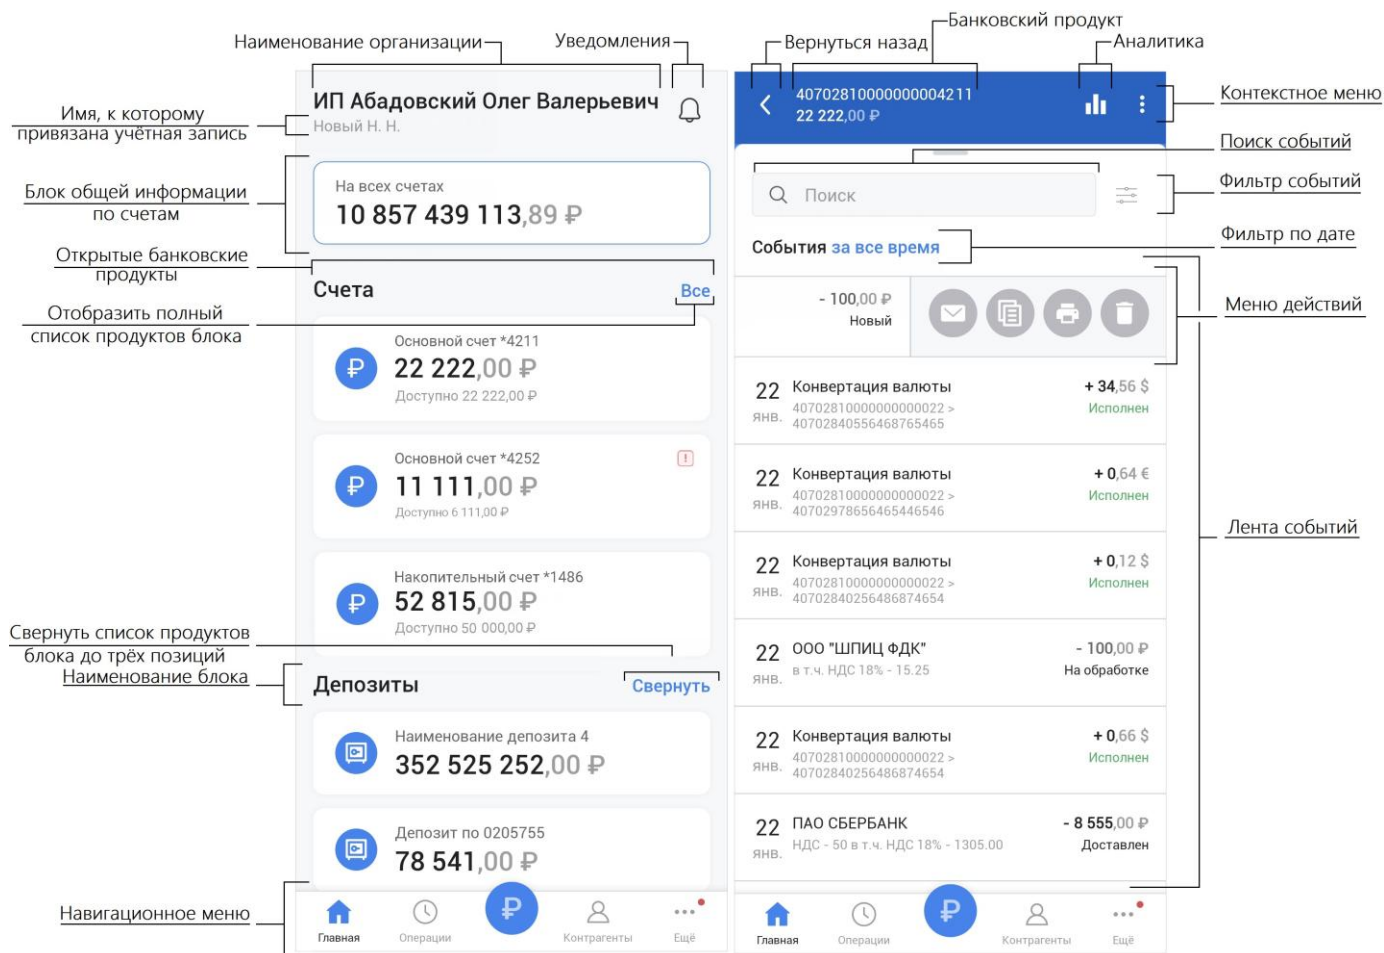 Наименование организации
Уведомления
Имя, к которому
привязана учётная запись
Блок общей информации
по счетам
Открытые банковские
продукты
Отобразить полный
список продуктов блока
Свернуть список продуктов
блока до трёх позиций
Наименование блока
Навигационное меню
ИП Абадовский Олег Валерьевич
Новый Н. Н.
На всех счетах
10 857 439 113,89 ₽
Счета
Все
Основной счет *4211
22 222,00 ₽
Доступно 22 222,00 ₽
Основной счет *4252
11 111,00 ₽
Доступно 6 111,00 ₽
Накопительный счет *1486
52 815,00 ₽
Доступно 50 000,00 ₽
Депозиты
Свернуть
Наименование депозита 4
352 525 252,00 ₽
Депозит по 0205755
78 541,00 ₽
Главная
Операции
₽
Контрагенты
Ещё
Банковский продукт
Вернуться назад
Аналитика
Контекстное меню
Поиск событий
Фильтр событий
Фильтр по дате
Меню действий
Лента событий
40702810000000004211
22 222,00 ₽
Поиск
События за все время
- 100,00 ₽
Новый
22 янв.
Конвертация валюты
+ 34,56 $
40702810000000000022 >
40702840556468765465
Исполнен
22 янв.
Конвертация валюты
+ 0,64 €
40702810000000000022 >
40702978656465446546
Исполнен
22 янв.
Конвертация валюты
+ 0,12 $
40702810000000000022 >
40702840256486874654
Исполнен
22 янв.
ООО "ШПИЦ ФДК"
- 100,00 ₽
в т.ч. НДС 18% - 15.25
На обработке
22 янв.
Конвертация валюты
+ 0,66 $
40702810000000000022 >
40702840256486874654
Исполнен
22 янв.
ПАО СБЕРБАНК
- 8 555,00 ₽
НДС - 50 в т.ч. НДС 18% - 1305.00
Доставлен
Главная
Операции
₽
Контрагенты
Ещё